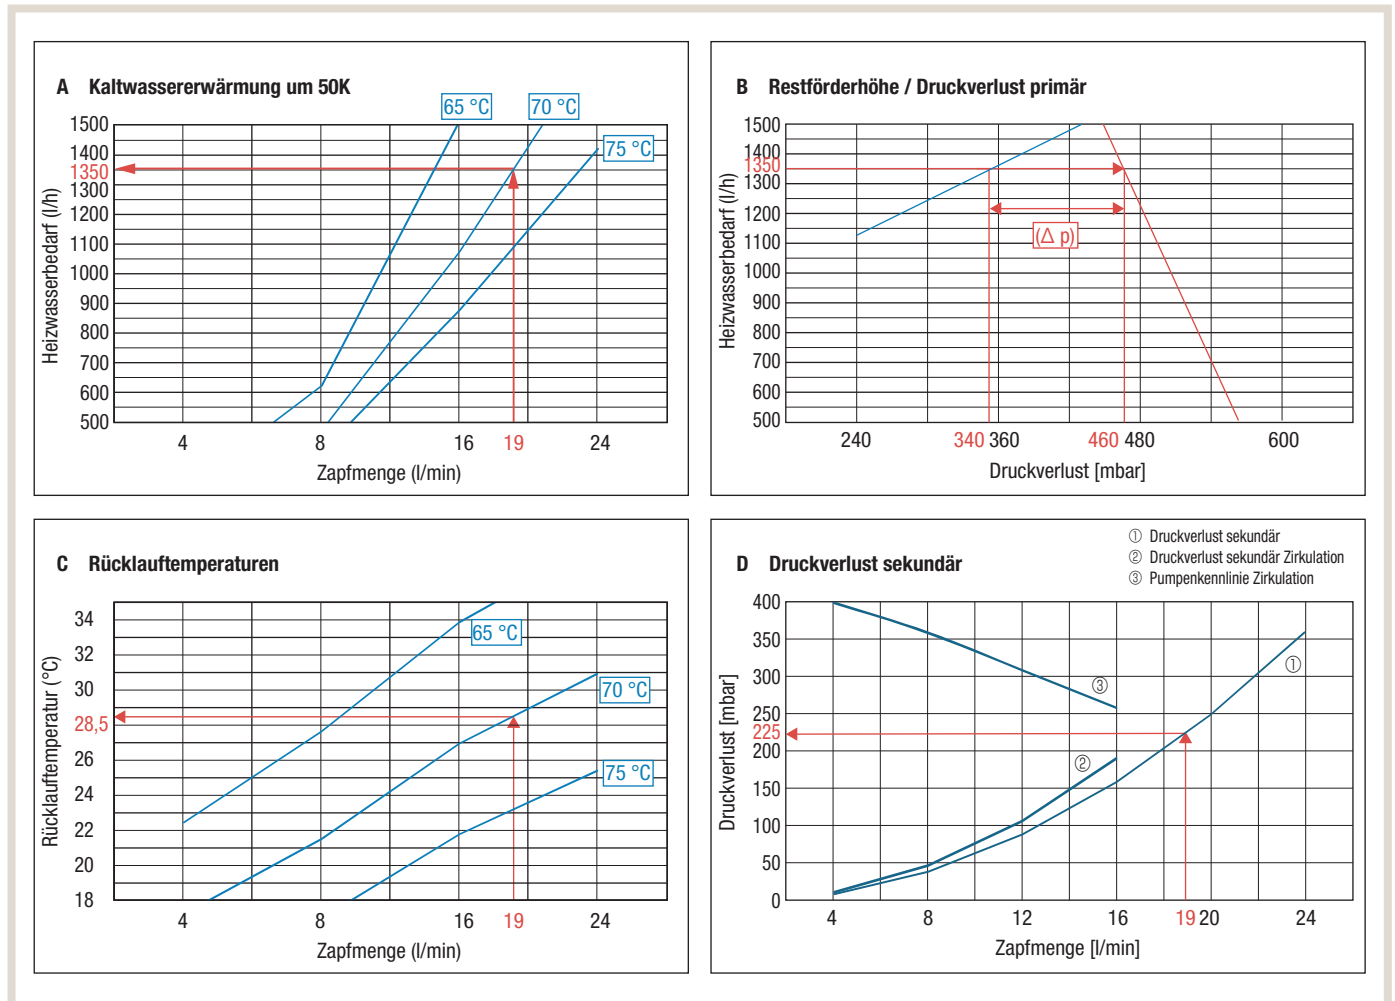 A Kaltwassererwärmung um 50K
65 °C
70 °C
75 °C
1500
1400
1350
1300
1200
1100
1000
900
800
700
600
500
Heizwasserbedarf (l/h)
4 8 16 19 24
Zapfmenge (l/min)
B Restförderhöhe / Druckverlust primär
1500
1400
1350
1300
1200
1100
1000
900
800
700
600
500
Heizwasserbedarf (l/h)
(Δ p)
240 340 360 460 480 600
Druckverlust [mbar]
C Rücklauftemperaturen
34
32
30
28,5
26
24
22
20
18
Rücklauftemperatur (°C)
65 °C
70 °C
75 °C
4 8 16 19 24
Zapfmenge (l/min)
D Druckverlust sekundär
① Druckverlust sekundär
② Druckverlust sekundär Zirkulation
③ Pumpenkennlinie Zirkulation
400
350
300
250
225
200
150
100
50
0
Druckverlust [mbar]
①
③
②
4 8 12 16 19 20 24
Zapfmenge [l/min]